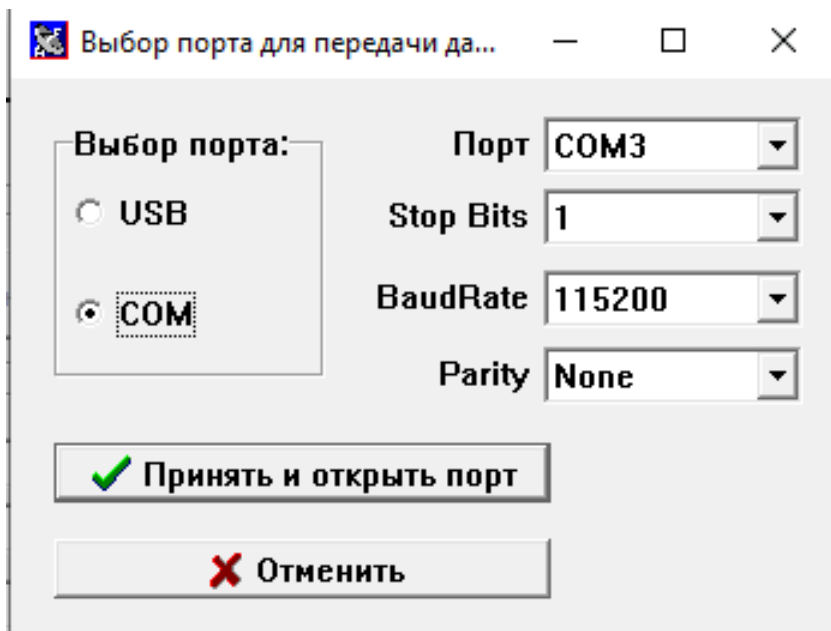 Выбор порта для передачи да...
Выбор порта:
USB
COM
Порт COM3
Stop Bits 1
BaudRate 115200
Parity None
Принять и открыть порт
Отменить